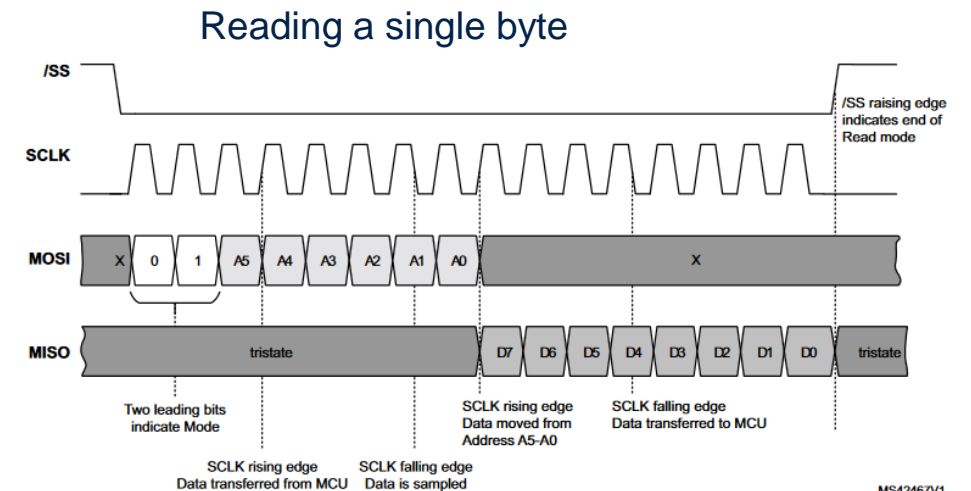 Reading a single byte
/SS
/SS raising edge
indicates end of
Read mode
SCLK
MOSI X 0 1 A5 A4 A3 A2 A1 A0 X
MISO tristate D7 D6 D5 D4 D3 D2 D1 D0 tristate
Two leading bits
indicate Mode
SCLK rising edge
Data moved from
Address A5-A0
SCLK falling edge
Data transferred to MCU
SCLK rising edge
Data transferred from MCU
SCLK falling edge
Data is sampled
MS42467V1